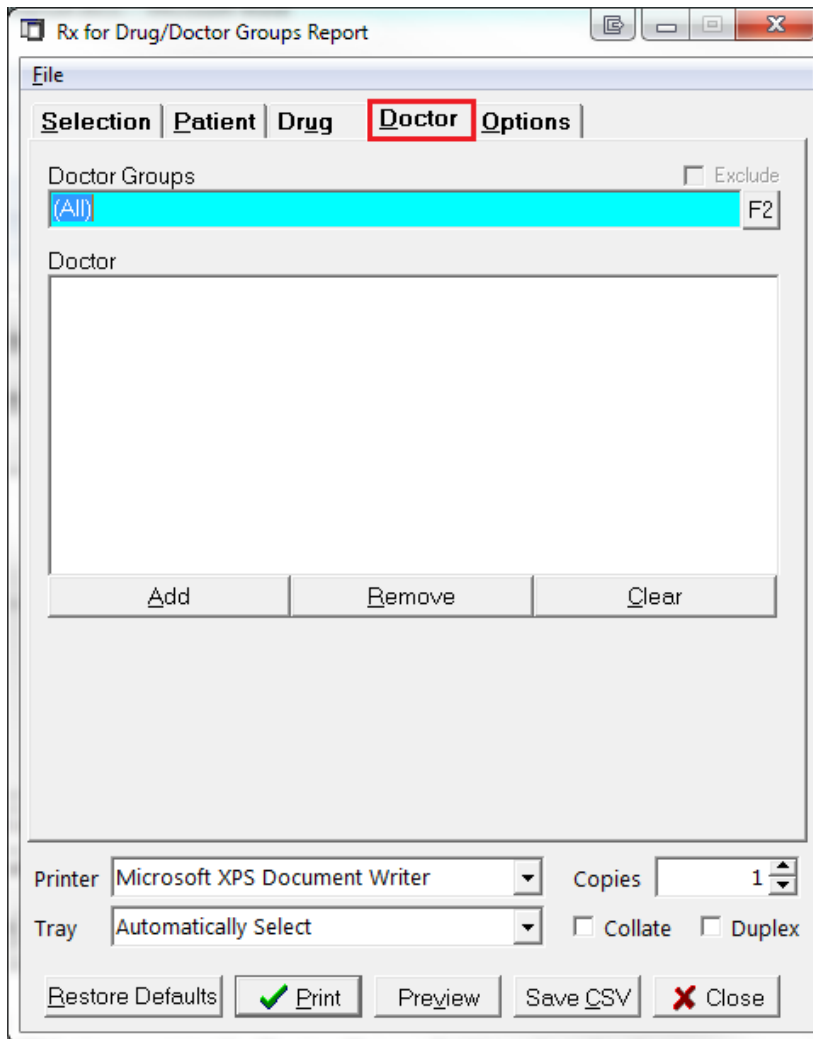 Rx for Drug/Doctor Groups Report
File
Selection Patient Drug Doctor Options
Doctor Groups Exclude
(All) F2
Doctor
Add Remove Clear
Printer Microsoft XPS Document Writer Copies 1
Tray Automatically Select Collate Duplex
Restore Defaults Print Preview Save CSV Close